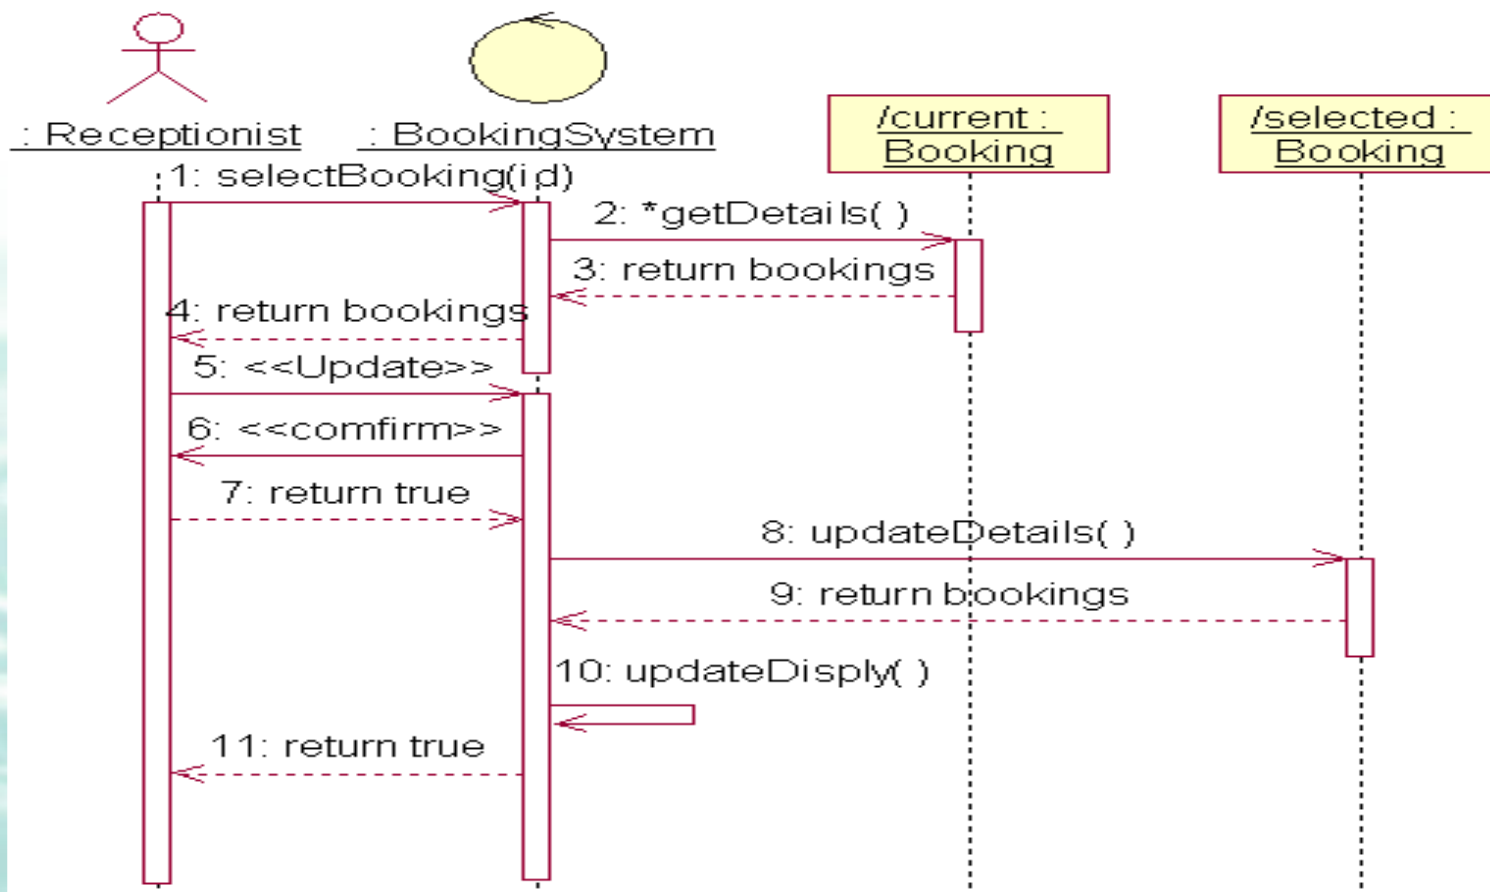 : Receptionist
: BookingSystem
/current :
Booking
/selected :
Booking
1: selectBooking(id)
2: *getDetails( )
3: return bookings
4: return bookings
5: <<Update>>
6: <<comfirm>>
7: return true
8: updateDetails( )
9: return bookings
10: updateDisply( )
11: return true